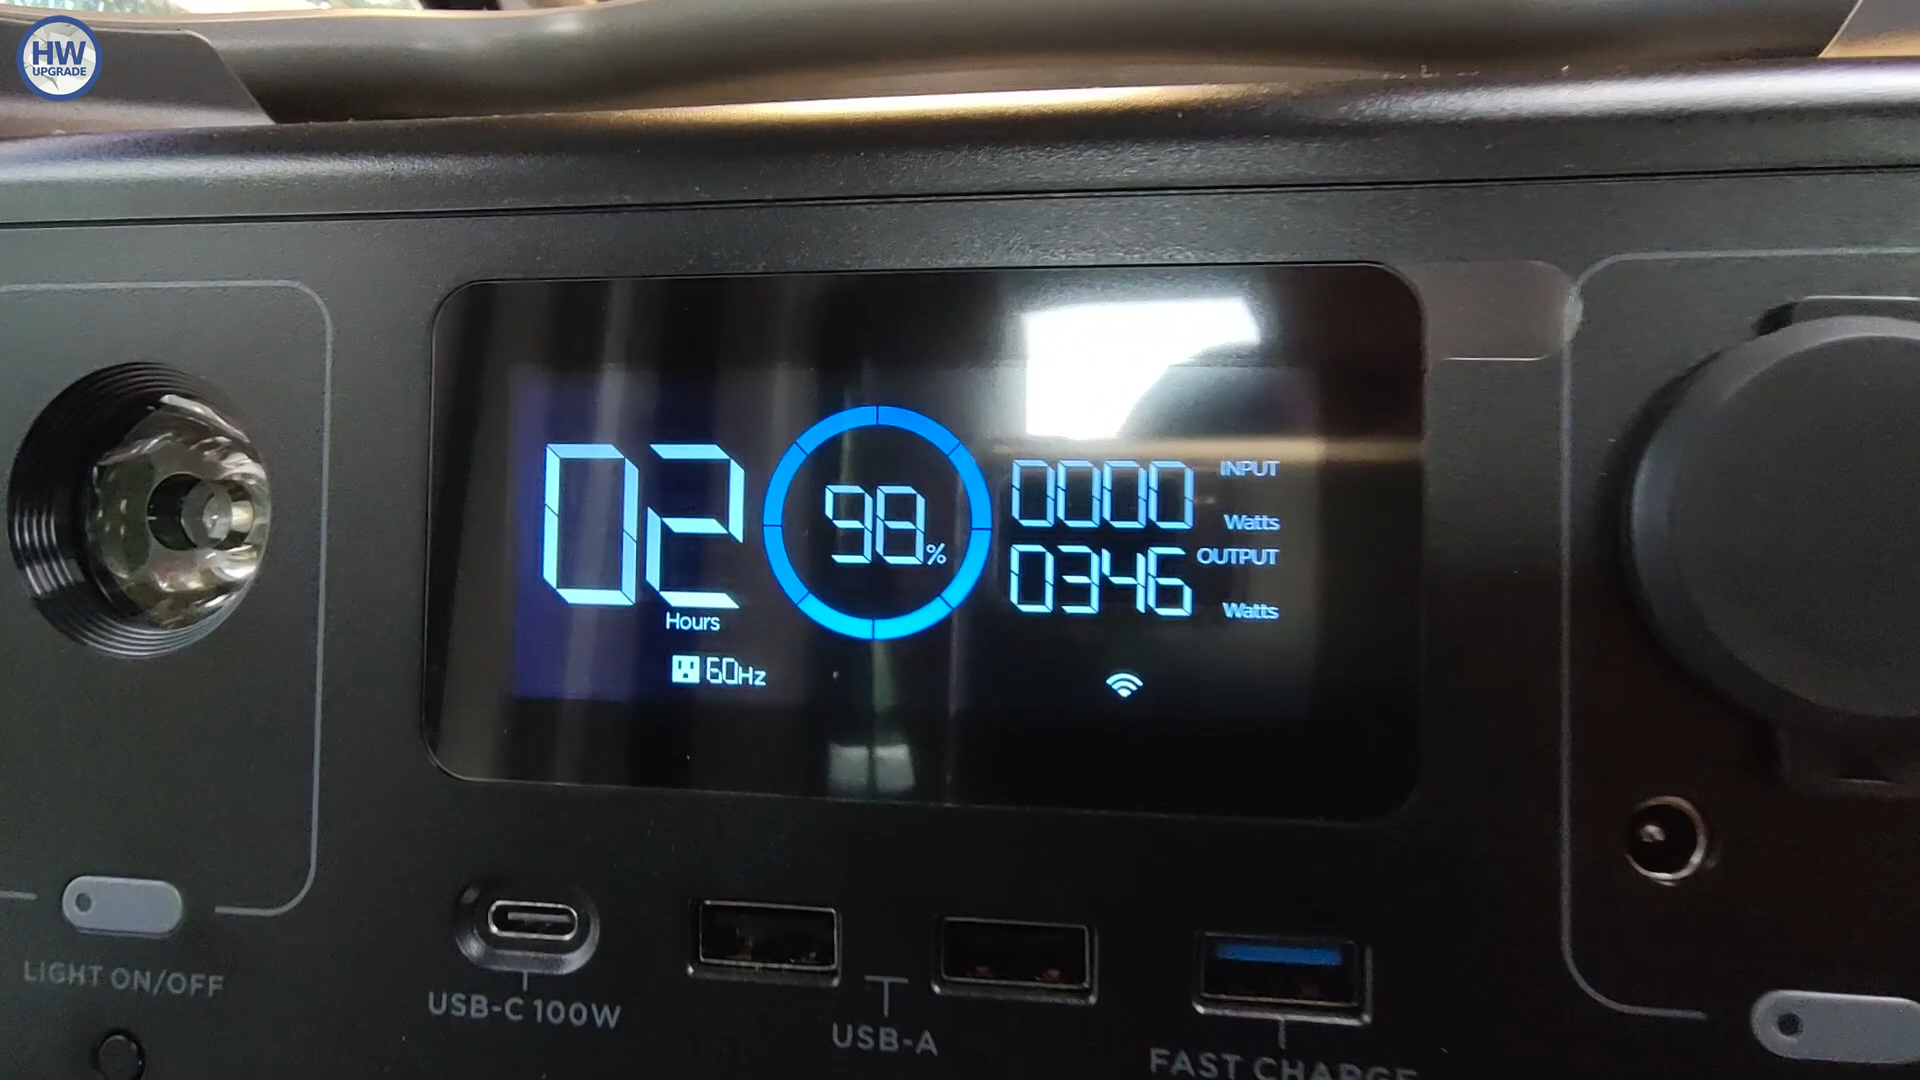 HW
UPGRADE
02
Hours
60Hz
98%
0000 INPUT
Watts
0346 OUTPUT
Watts
LIGHT ON/OFF
USB-C 100W
USB-A
FAST CHARGE